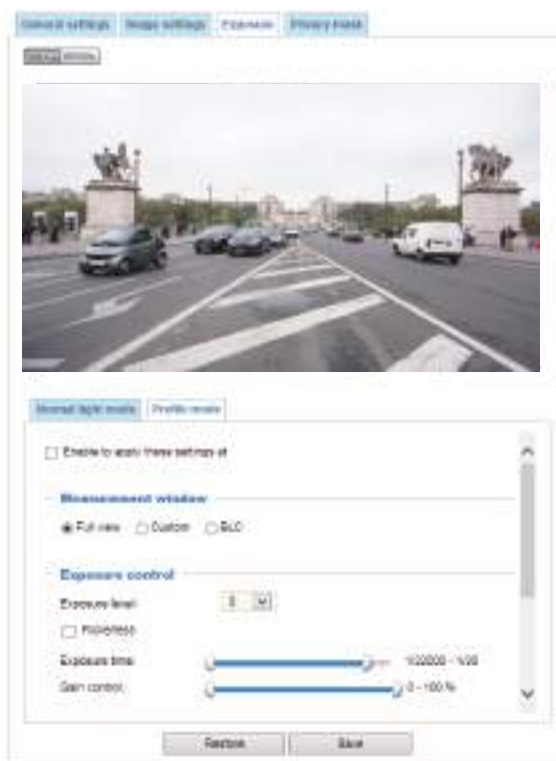 General settings Image settings Exposure Privacy mask
Normal light mode Profile mode
Enable to apply these settings at
Measurement window
Full view Custom BLC
Exposure control
Exposure level:
Flickerless
Exposure time
Gain control: 0 - 100 %
Restore Save